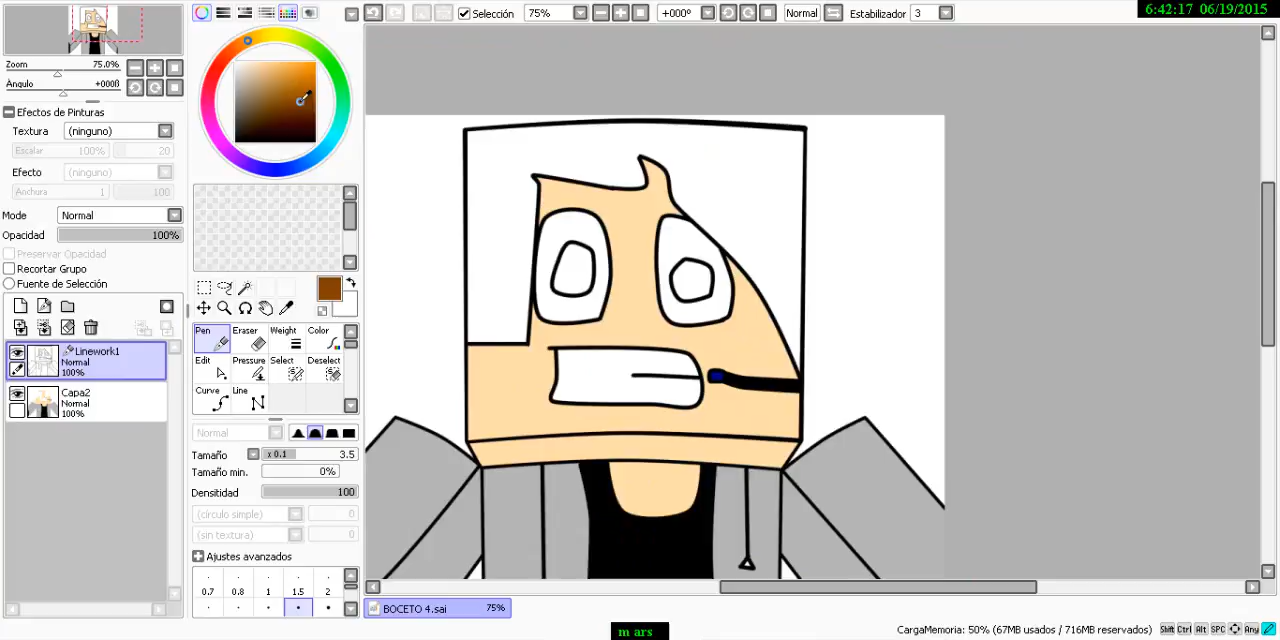 6:42:17 06/19/2015
Selección 75% +000º Normal Estabilizador 3
Zoom 75.0%
Ángulo +000ß
Efectos de Pinturas
Textura (ninguno)
Escalar 100% 20
Efecto (ninguno)
Anchura 1 100
Mode Normal
Opacidad 100%
Preservar Opacidad
Recortar Grupo
Fuente de Selección
Linework1
Normal
100%
Capa2
Normal
100%
Pen Eraser Weight Color
Edit Pressure Select Deselect
Curve Line
Normal
Tamaño x 0.1 3.5
Tamaño min. 0%
Densitidad 100
(círculo simple) 0
(sin textura) 0
Ajustes avanzados
0.7 0.8 1 1.5 2
BOCETO 4.sai 75%
m ars
CargaMemoria: 50% (67MB usados / 716MB reservados) Shift Ctrl Alt SPC Any